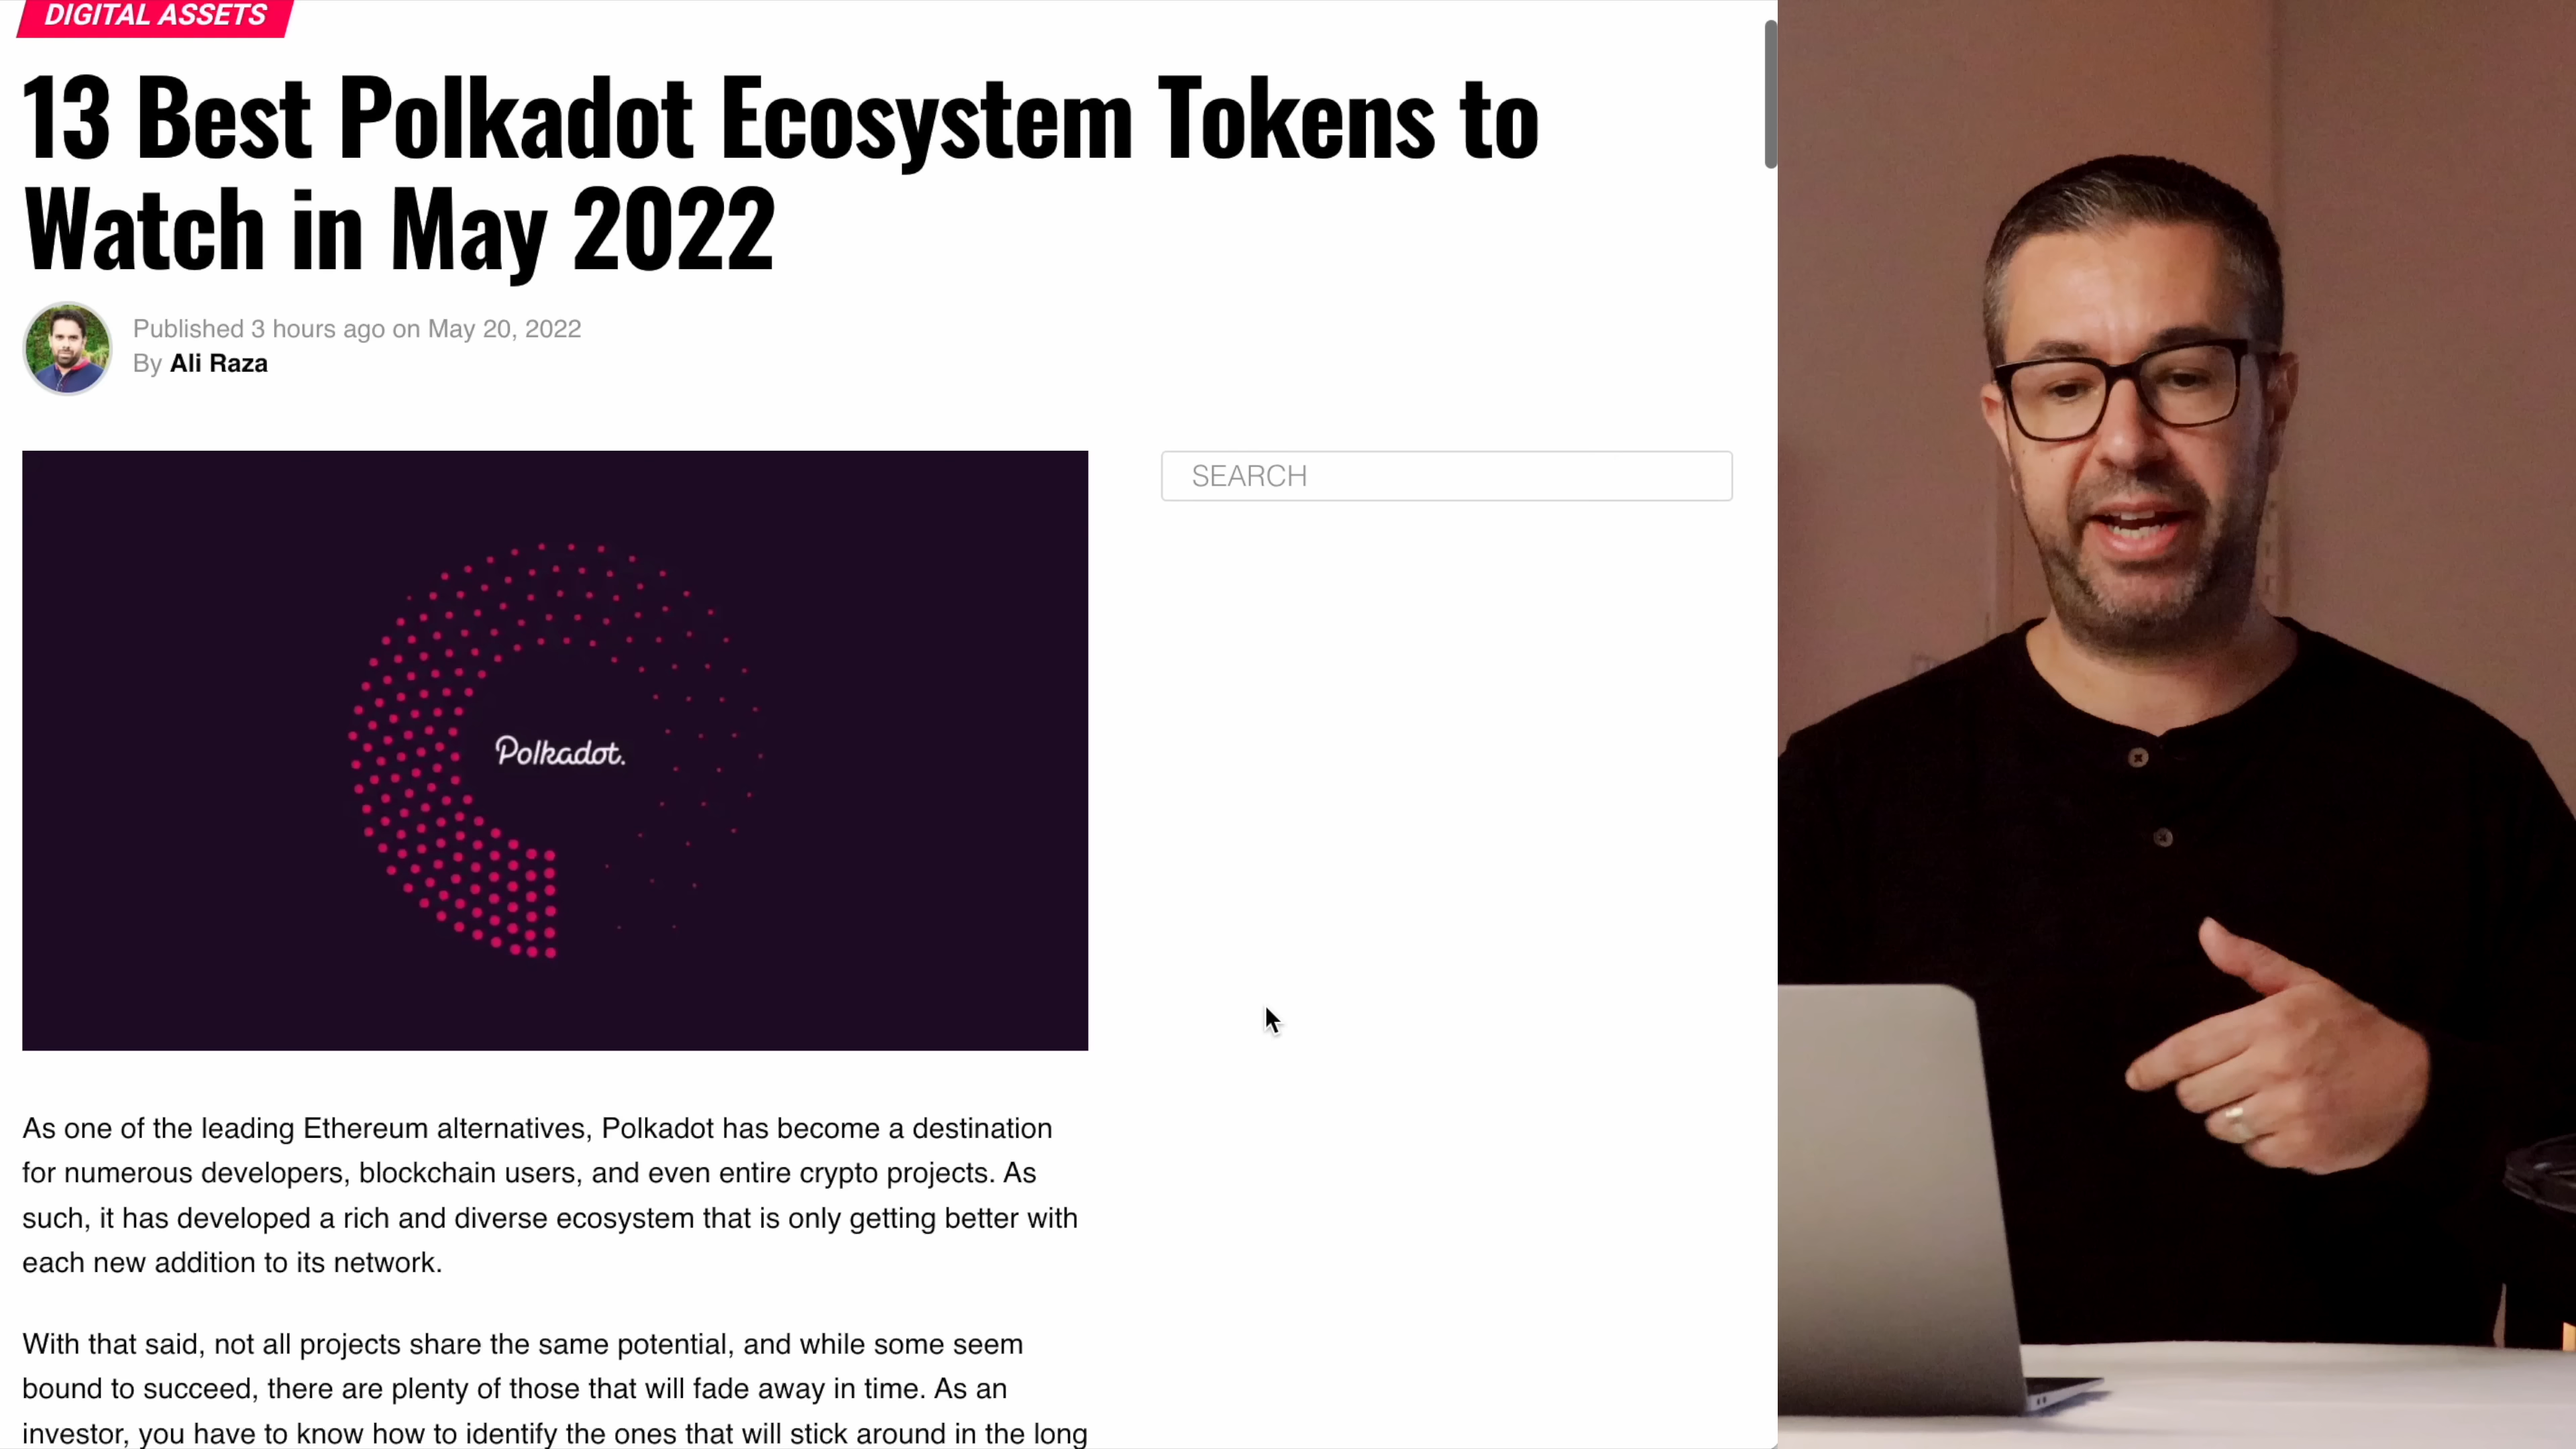 DIGITAL ASSETS
13 Best Polkadot Ecosystem Tokens to
Watch in May 2022
Published 3 hours ago on May 20, 2022
By Ali Raza
SEARCH
Polkadot.
As one of the leading Ethereum alternatives, Polkadot has become a destination
for numerous developers, blockchain users, and even entire crypto projects. As
such, it has developed a rich and diverse ecosystem that is only getting better with
each new addition to its network.
With that said, not all projects share the same potential, and while some seem
bound to succeed, there are plenty of those that will fade away in time. As an
investor, you have to know how to identify the ones that will stick around in the long